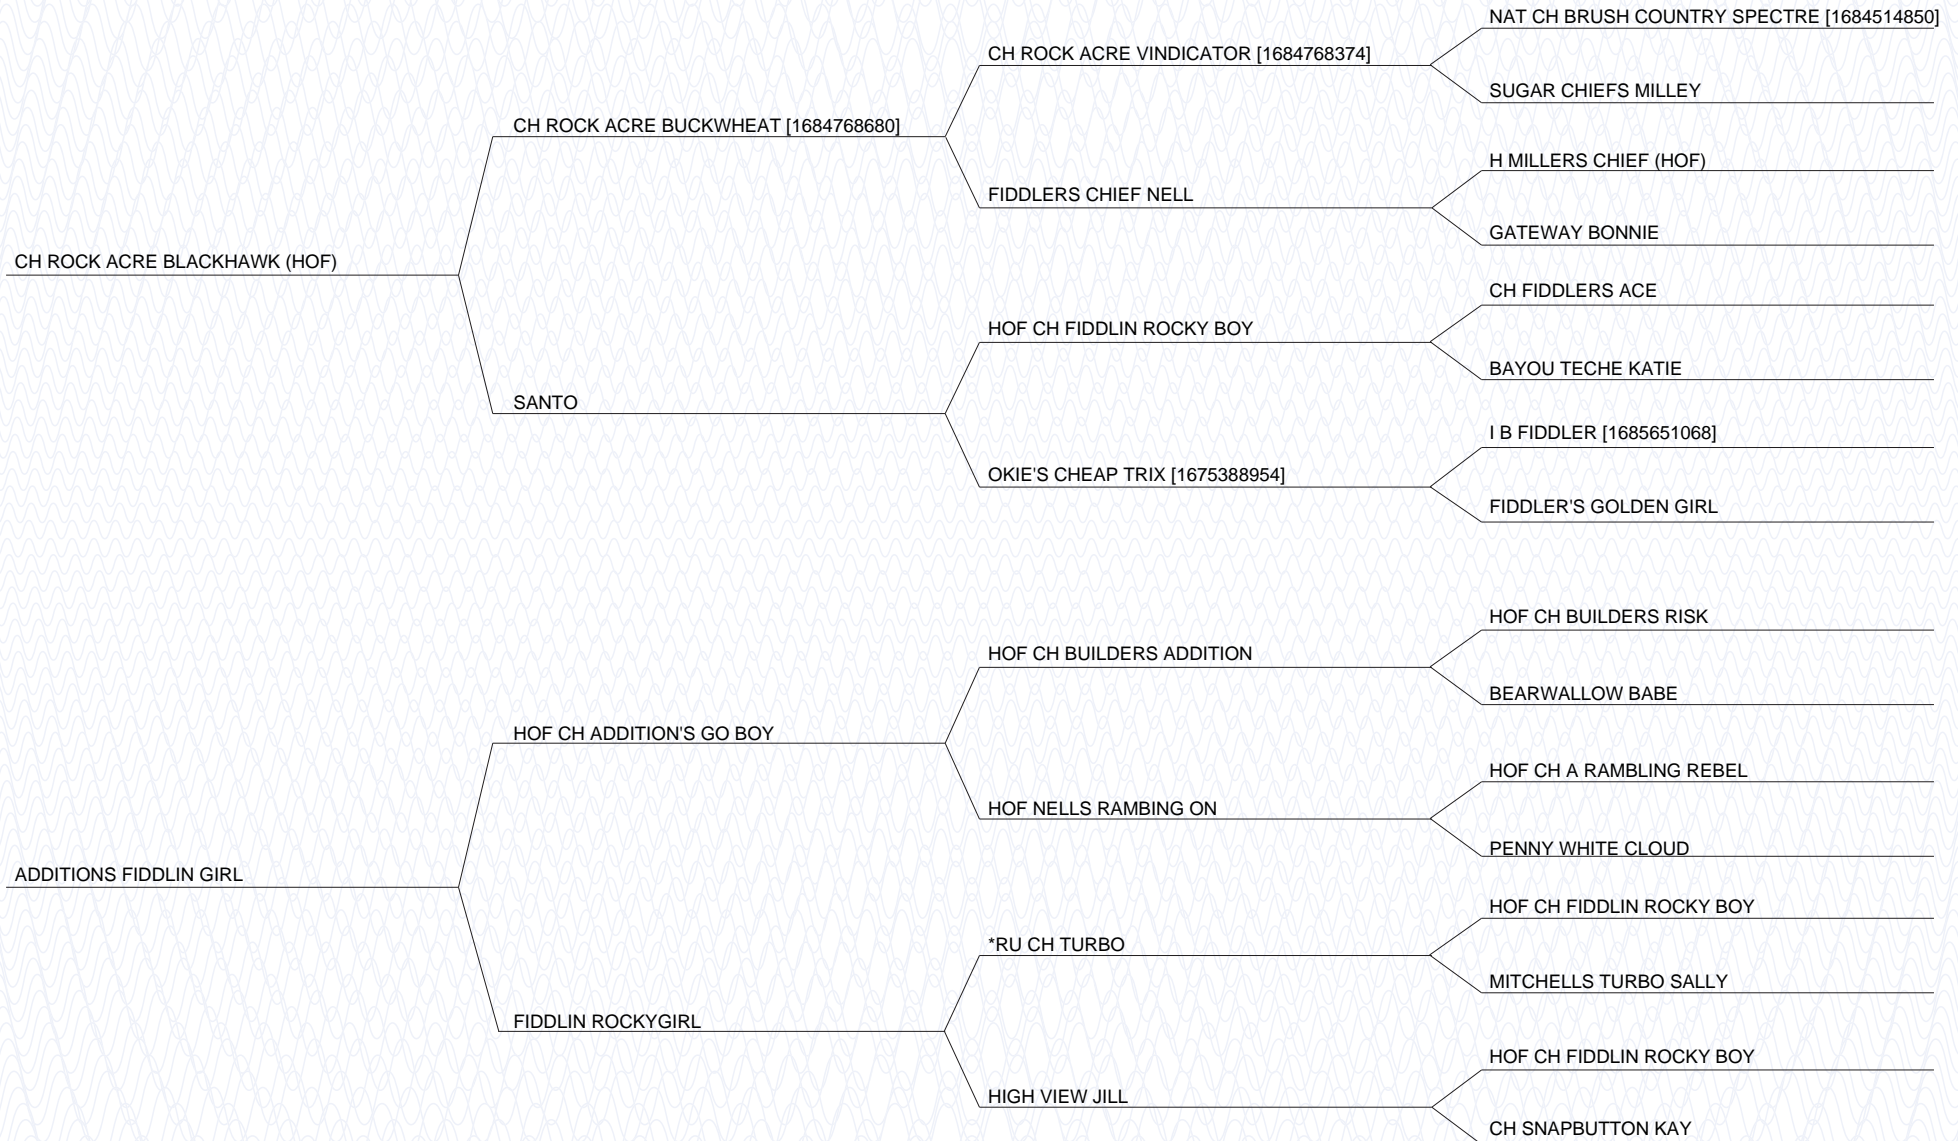 NAT CH BRUSH COUNTRY SPECTRE [1684514850]
CH ROCK ACRE VINDICATOR [1684768374]
SUGAR CHIEFS MILLEY
CH ROCK ACRE BUCKWHEAT [1684768680]
H MILLERS CHIEF (HOF)
FIDDLERS CHIEF NELL
GATEWAY BONNIE
CH ROCK ACRE BLACKHAWK (HOF)
CH FIDDLERS ACE
HOF CH FIDDLIN ROCKY BOY
BAYOU TECHE KATIE
SANTO
I B FIDDLER [1685651068]
OKIE'S CHEAP TRIX [1675388954]
FIDDLER'S GOLDEN GIRL
HOF CH BUILDERS RISK
HOF CH BUILDERS ADDITION
BEARWALLOW BABE
HOF CH ADDITION'S GO BOY
HOF CH A RAMBLING REBEL
HOF NELLS RAMBING ON
PENNY WHITE CLOUD
ADDITIONS FIDDLIN GIRL
HOF CH FIDDLIN ROCKY BOY
*RU CH TURBO
MITCHELLS TURBO SALLY
FIDDLIN ROCKYGIRL
HOF CH FIDDLIN ROCKY BOY
HIGH VIEW JILL
CH SNAPBUTTON KAY